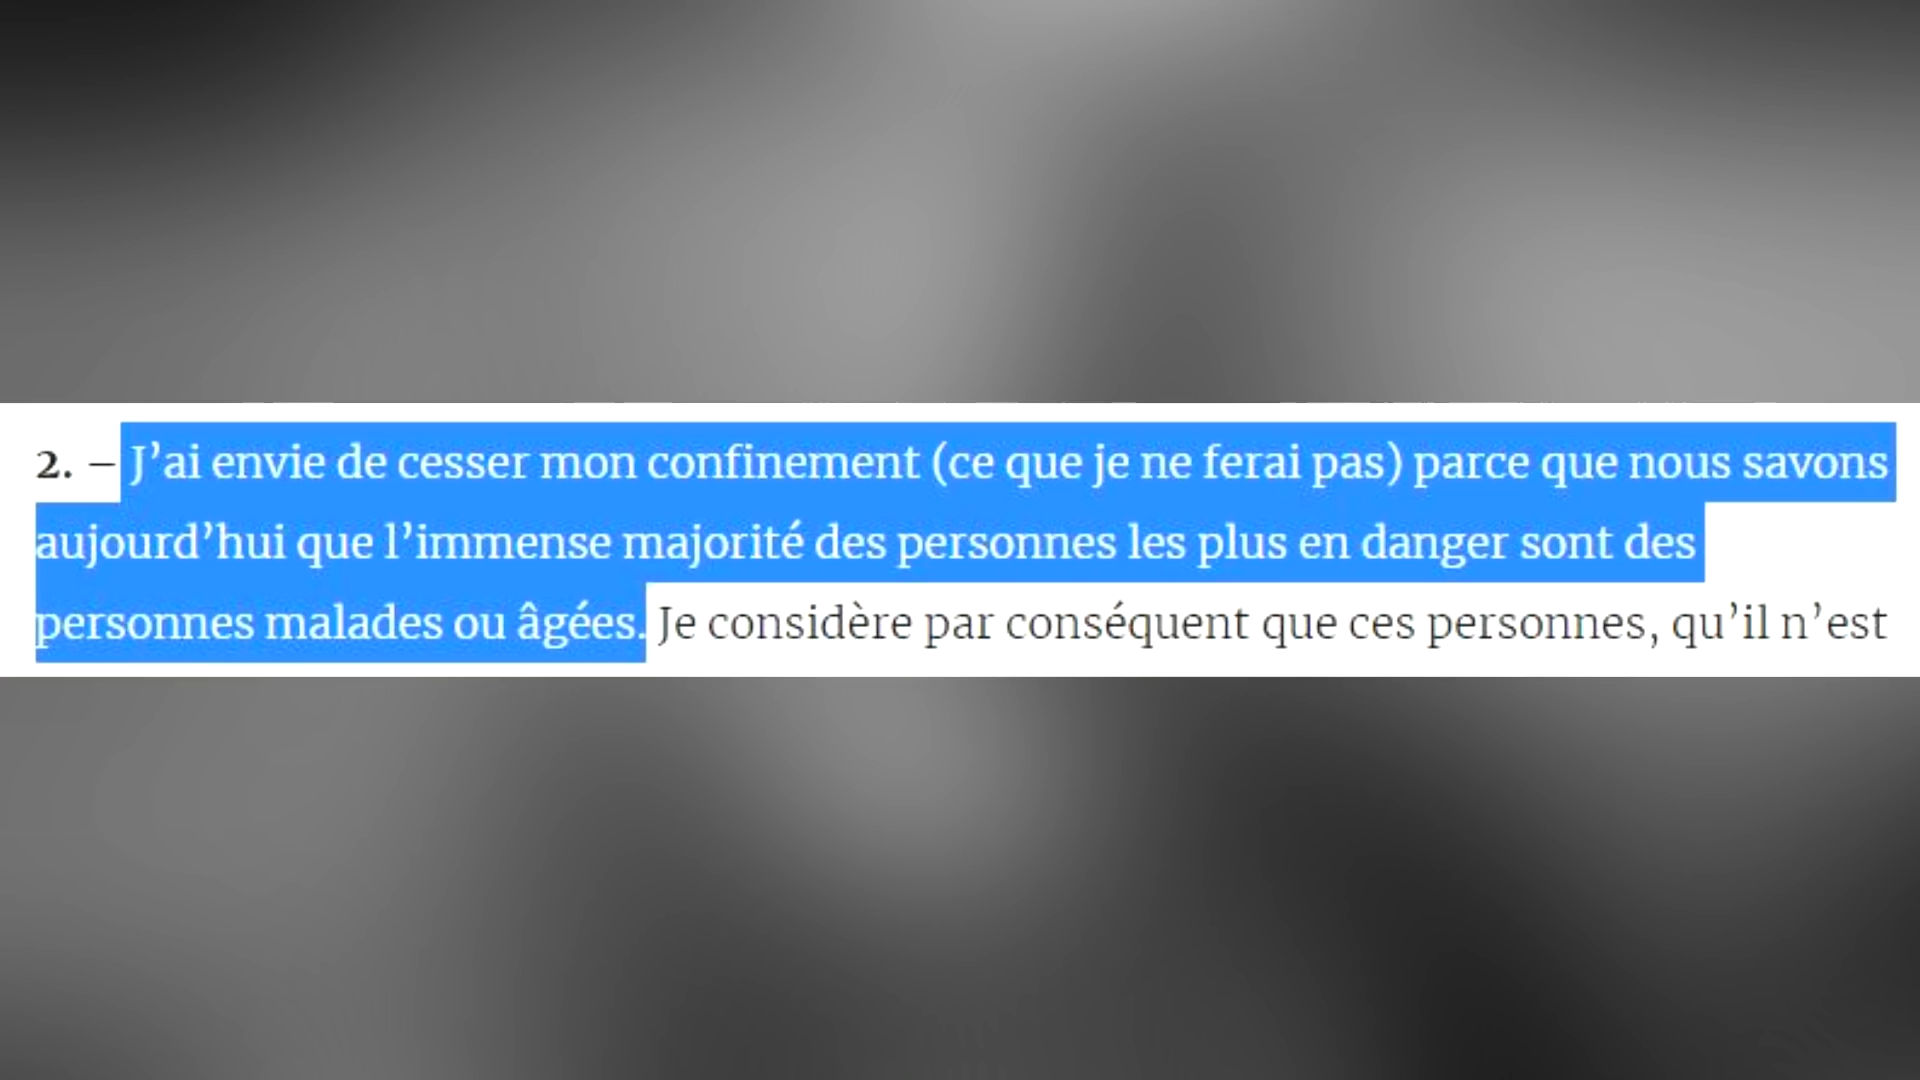 2. – J’ai envie de cesser mon confinement (ce que je ne ferai pas) parce que nous savons
aujourd’hui que l’immense majorité des personnes les plus en danger sont des
personnes malades ou âgées. Je considère par conséquent que ces personnes, qu’il n’est